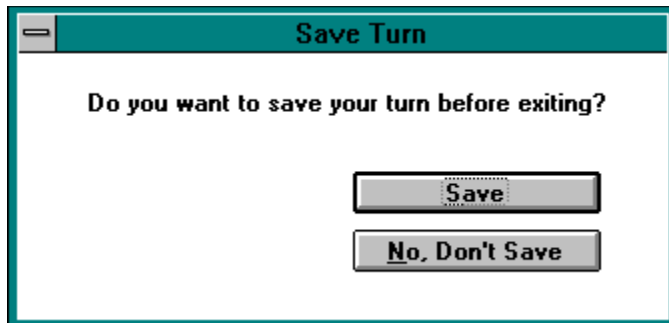 Save Turn
Do you want to save your turn before exiting?
Save
No, Don't Save